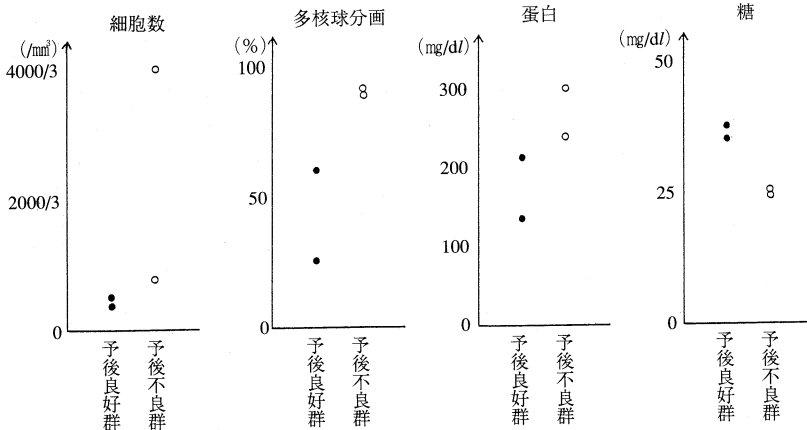 細胞数
(/㎜³)
4000/3
2000/3
0
予後良好群
予後不良群
多核球分画
(%)
100
50
0
予後良好群
予後不良群
蛋白
(mg/dl)
300
200
100
0
予後良好群
予後不良群
糖
(mg/dl)
50
25
0
予後良好群
予後不良群